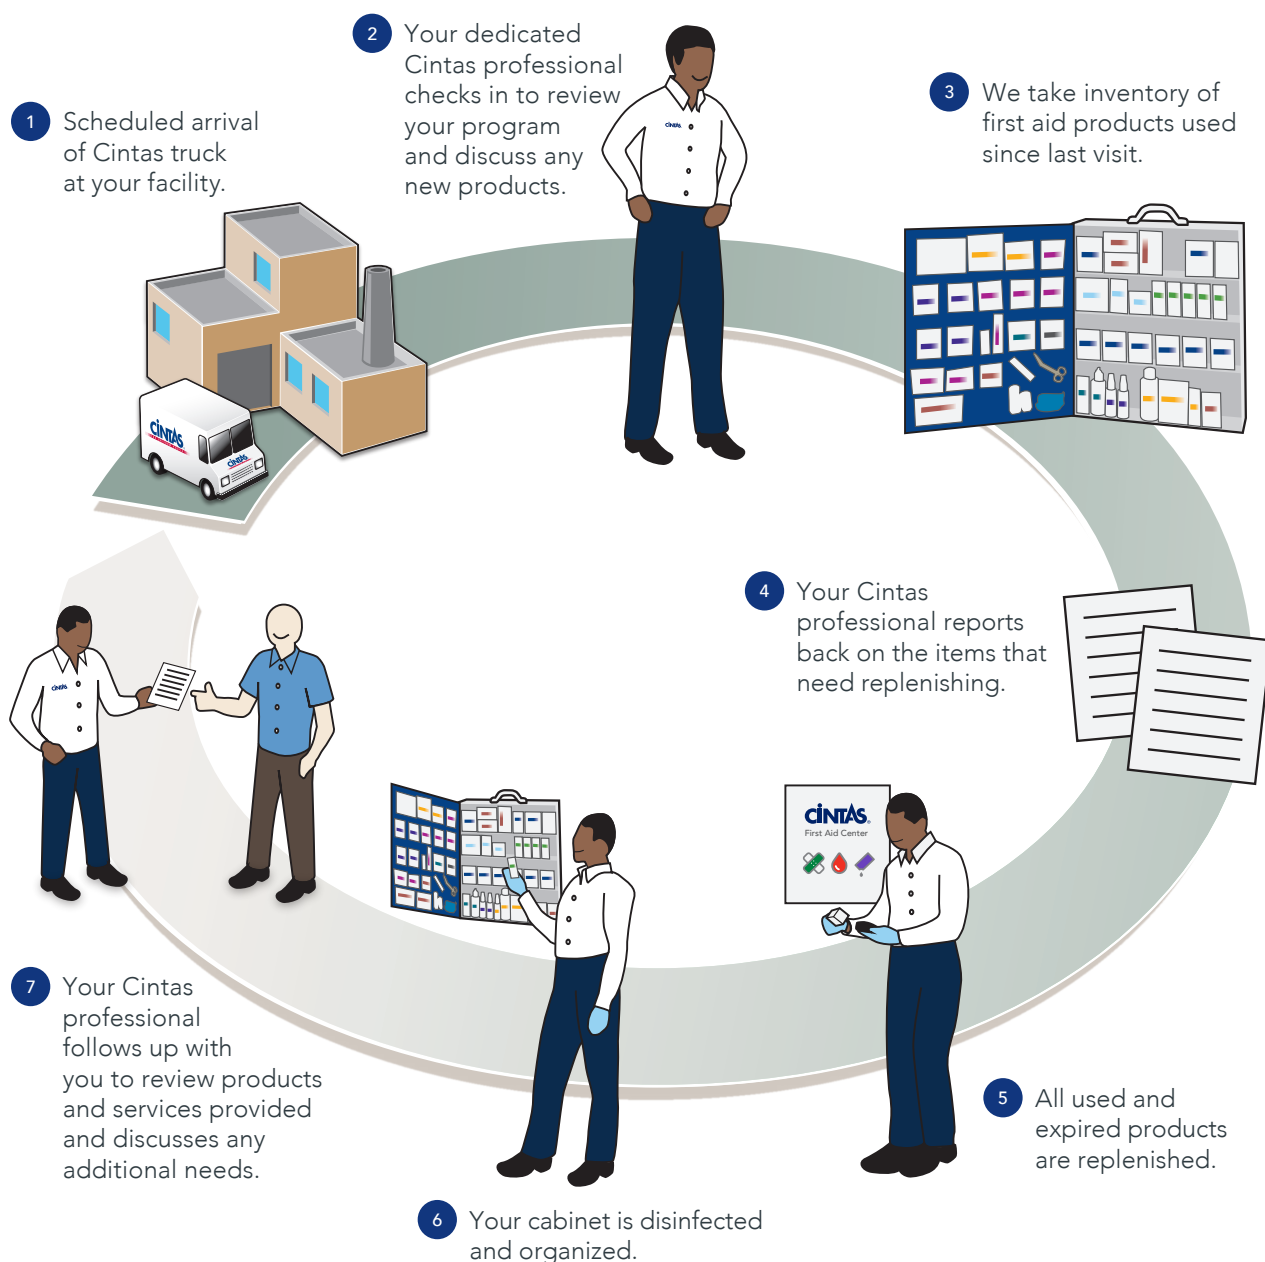 1
Scheduled arrival
of Cintas truck
at your facility.
2
Your dedicated
Cintas professional
checks in to review
your program
and discuss any
new products.
3
We take inventory of
first aid products used
since last visit.
CINTAS
CINTAS
CINTAS
4
Your Cintas
professional reports
back on the items that
need replenishing.
CINTAS®
First Aid Center
5
All used and
expired products
are replenished.
6
Your cabinet is disinfected
and organized.
CINTAS
7
Your Cintas
professional
follows up with
you to review products
and services provided
and discusses any
additional needs.